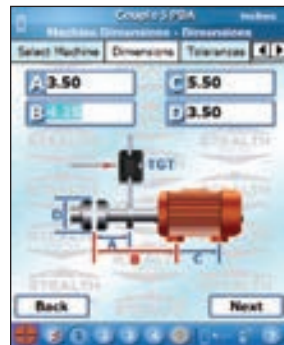 Couple 5 PDA inches
Machine Dimensions - Dimensions
Select Machine Dimensions Tolerances
A 3.50 C 5.50
B D 3.50
TGT
D
A
B C
Back Next